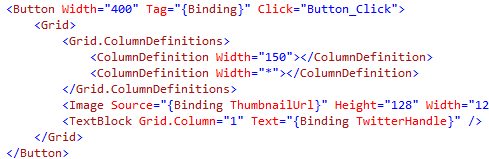 <Button Width="400" Tag="{Binding}" Click="Button_Click">
<Grid>
<Grid.ColumnDefinitions>
<ColumnDefinition Width="150"></ColumnDefinition>
<ColumnDefinition Width="*"></ColumnDefinition>
</Grid.ColumnDefinitions>
<Image Source="{Binding ThumbnailUrl}" Height="128" Width="12
<TextBlock Grid.Column="1" Text="{Binding TwitterHandle}" />
</Grid>
</Button>